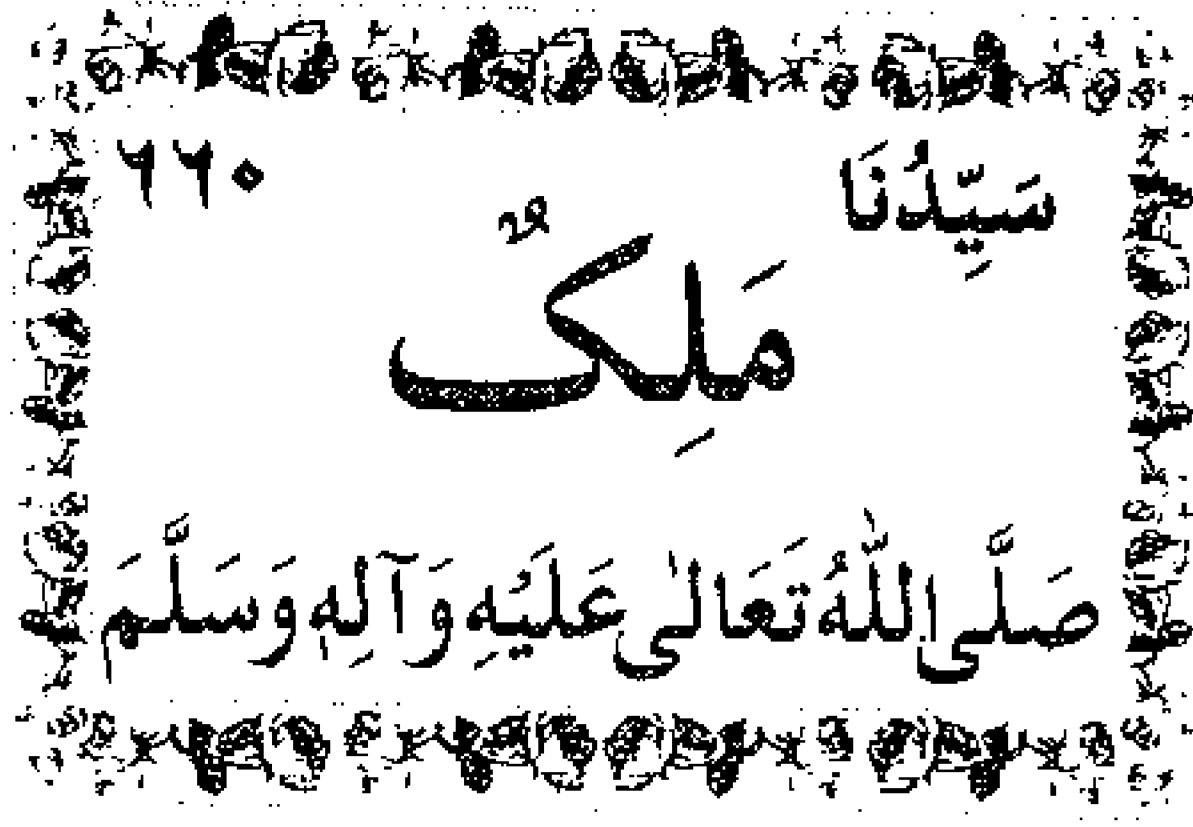 سَيِّدُنَا ٦٦٠
مَلِكٌ
صَلَّى اللّٰهُ تَعَالٰى عَلَيْهِ وَآلِهٖ وَسَلَّمَ